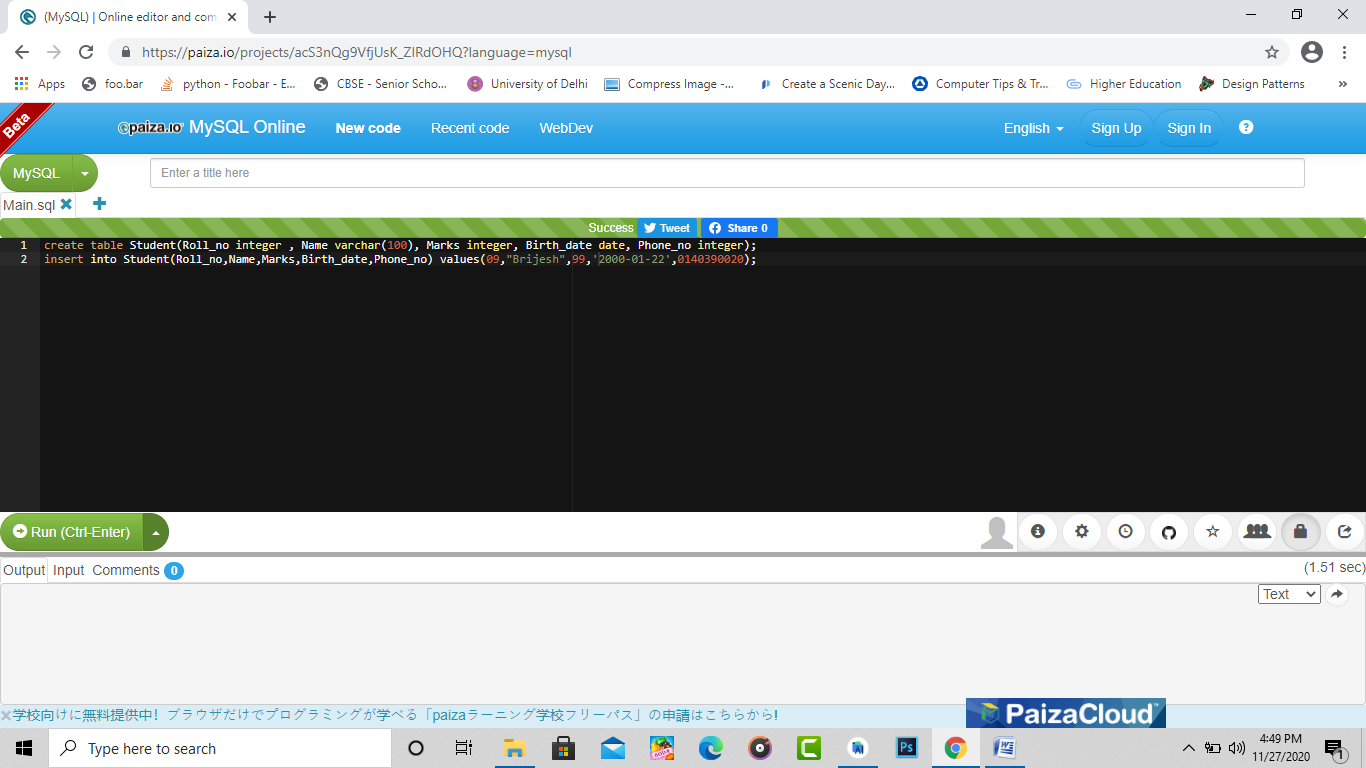 (MySQL) | Online editor and com
https://paiza.io/projects/acS3nQg9VfjUsK_ZIRdOHQ?language=mysql
Apps foo.bar python - Foobar - E... CBSE - Senior Scho... University of Delhi Compress Image -... Create a Scenic Day... Computer Tips & Tr... Higher Education Design Patterns »
Beta
paiza.io MySQL Online New code Recent code WebDev English Sign Up Sign In ?
MySQL Enter a title here
Main.sql
Success Tweet Share 0
1 create table Student(Roll_no integer , Name varchar(100), Marks integer, Birth_date date, Phone_no integer);
2 insert into Student(Roll_no,Name,Marks,Birth_date,Phone_no) values(09,"Brijesh",99,'2000-01-22',0140390020);
Run (Ctrl-Enter)
Output Input Comments 0 (1.51 sec)
Text
×学校向けに無料提供中！ブラウザだけでプログラミングが学べる「paizaラーニング学校フリーパス」の申請はこちらから!
PaizaCloud™
Type here to search
Ps
W
4:49 PM
11/27/2020
1